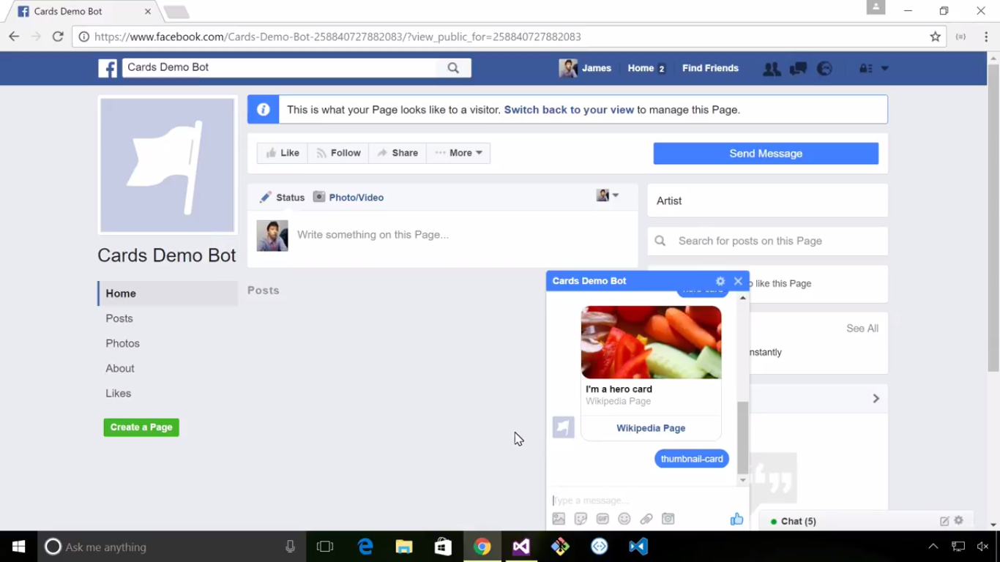 Cards Demo Bot
https://www.facebook.com/Cards-Demo-Bot-258840727882083/?view_public_for=258840727882083
Cards Demo Bot
James
Home 2
Find Friends
This is what your Page looks like to a visitor. Switch back to your view to manage this Page.
Like
Follow
Share
More
Send Message
Status
Photo/Video
Artist
Write something on this Page...
Search for posts on this Page
Cards Demo Bot
Home
Posts
Photos
About
Likes
Create a Page
Posts
Cards Demo Bot
hero-card
I'm a hero card
Wikipedia Page
Wikipedia Page
thumbnail-card
Type a message...
like this Page
See All
nstantly
Chat (5)
Ask me anything